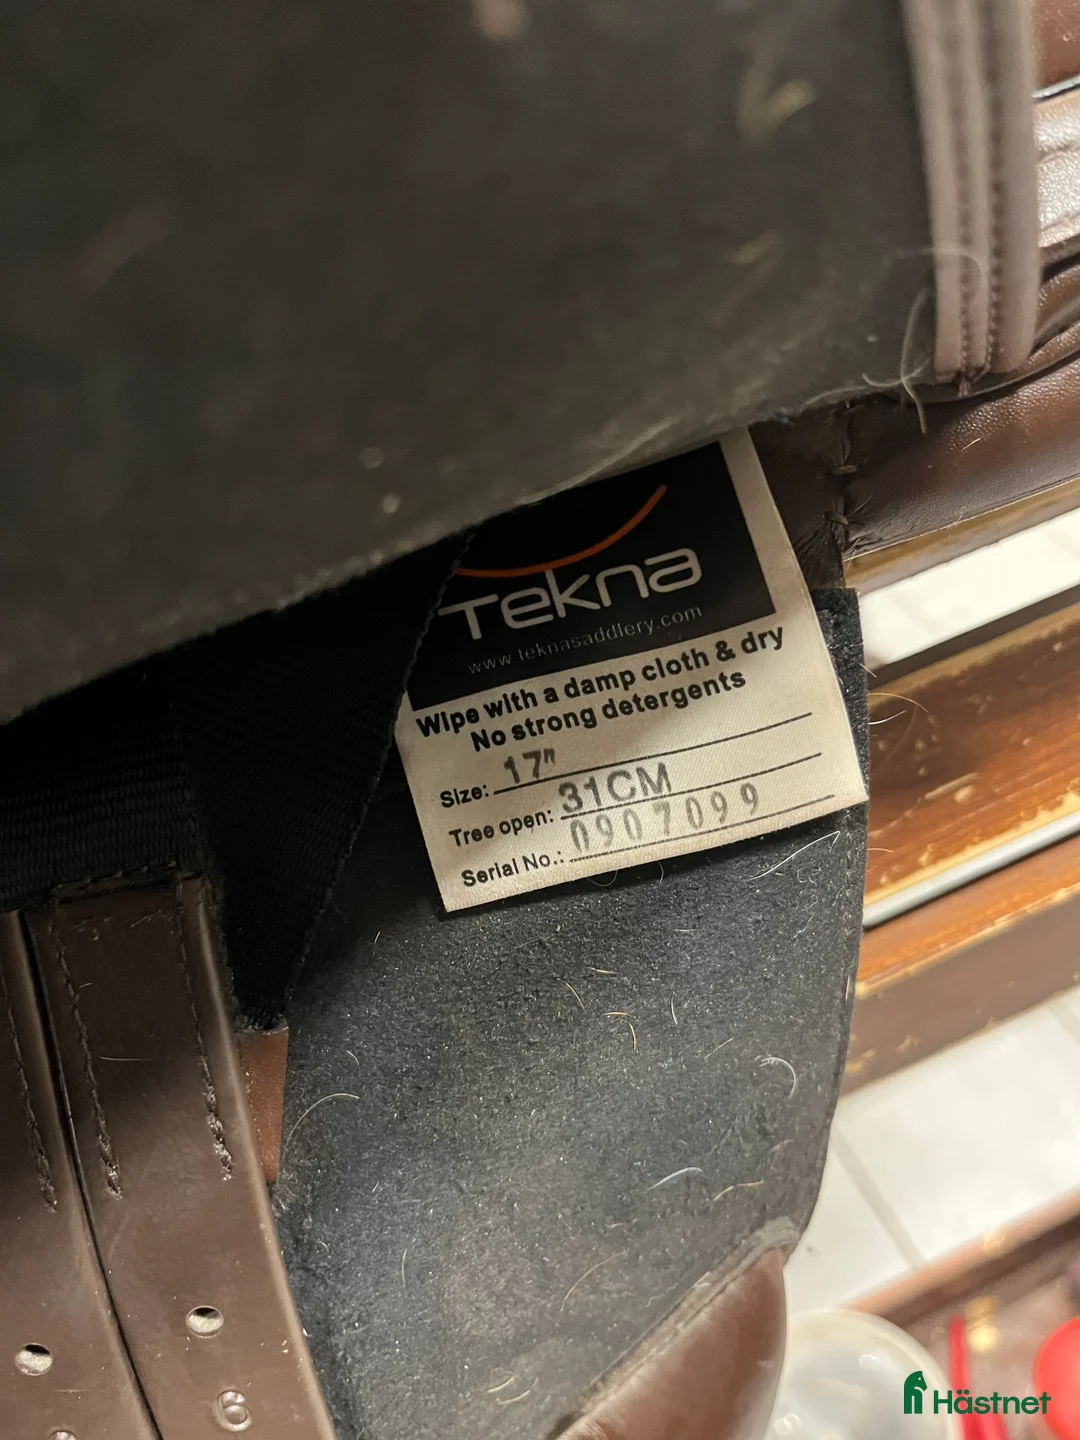 Tekna
www.teknasaddlery.com
Wipe with a damp cloth & dry
No strong detergents
Size: 17"
Tree open: 31CM
Serial No.: 0907099
6
Hästnet